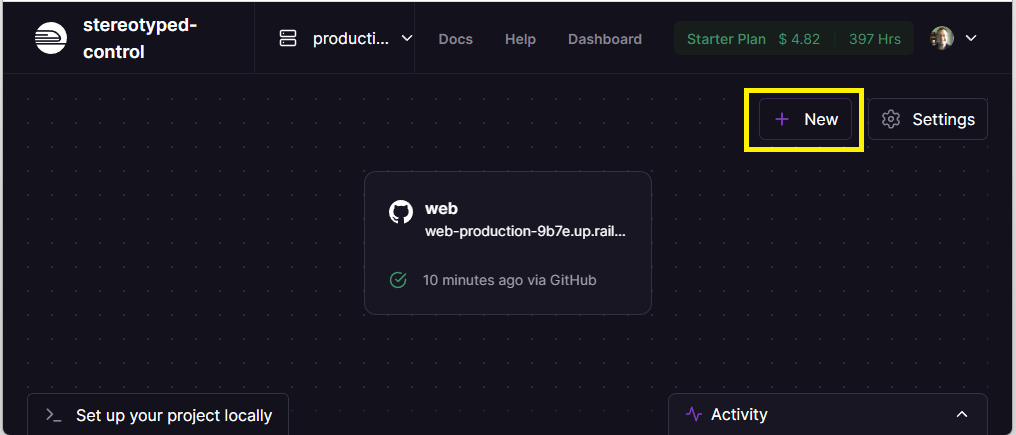 stereotyped-
control
producti...
Docs
Help
Dashboard
Starter Plan $ 4.82 397 Hrs
New
Settings
web
web-production-9b7e.up.rail...
10 minutes ago via GitHub
Set up your project locally
Activity